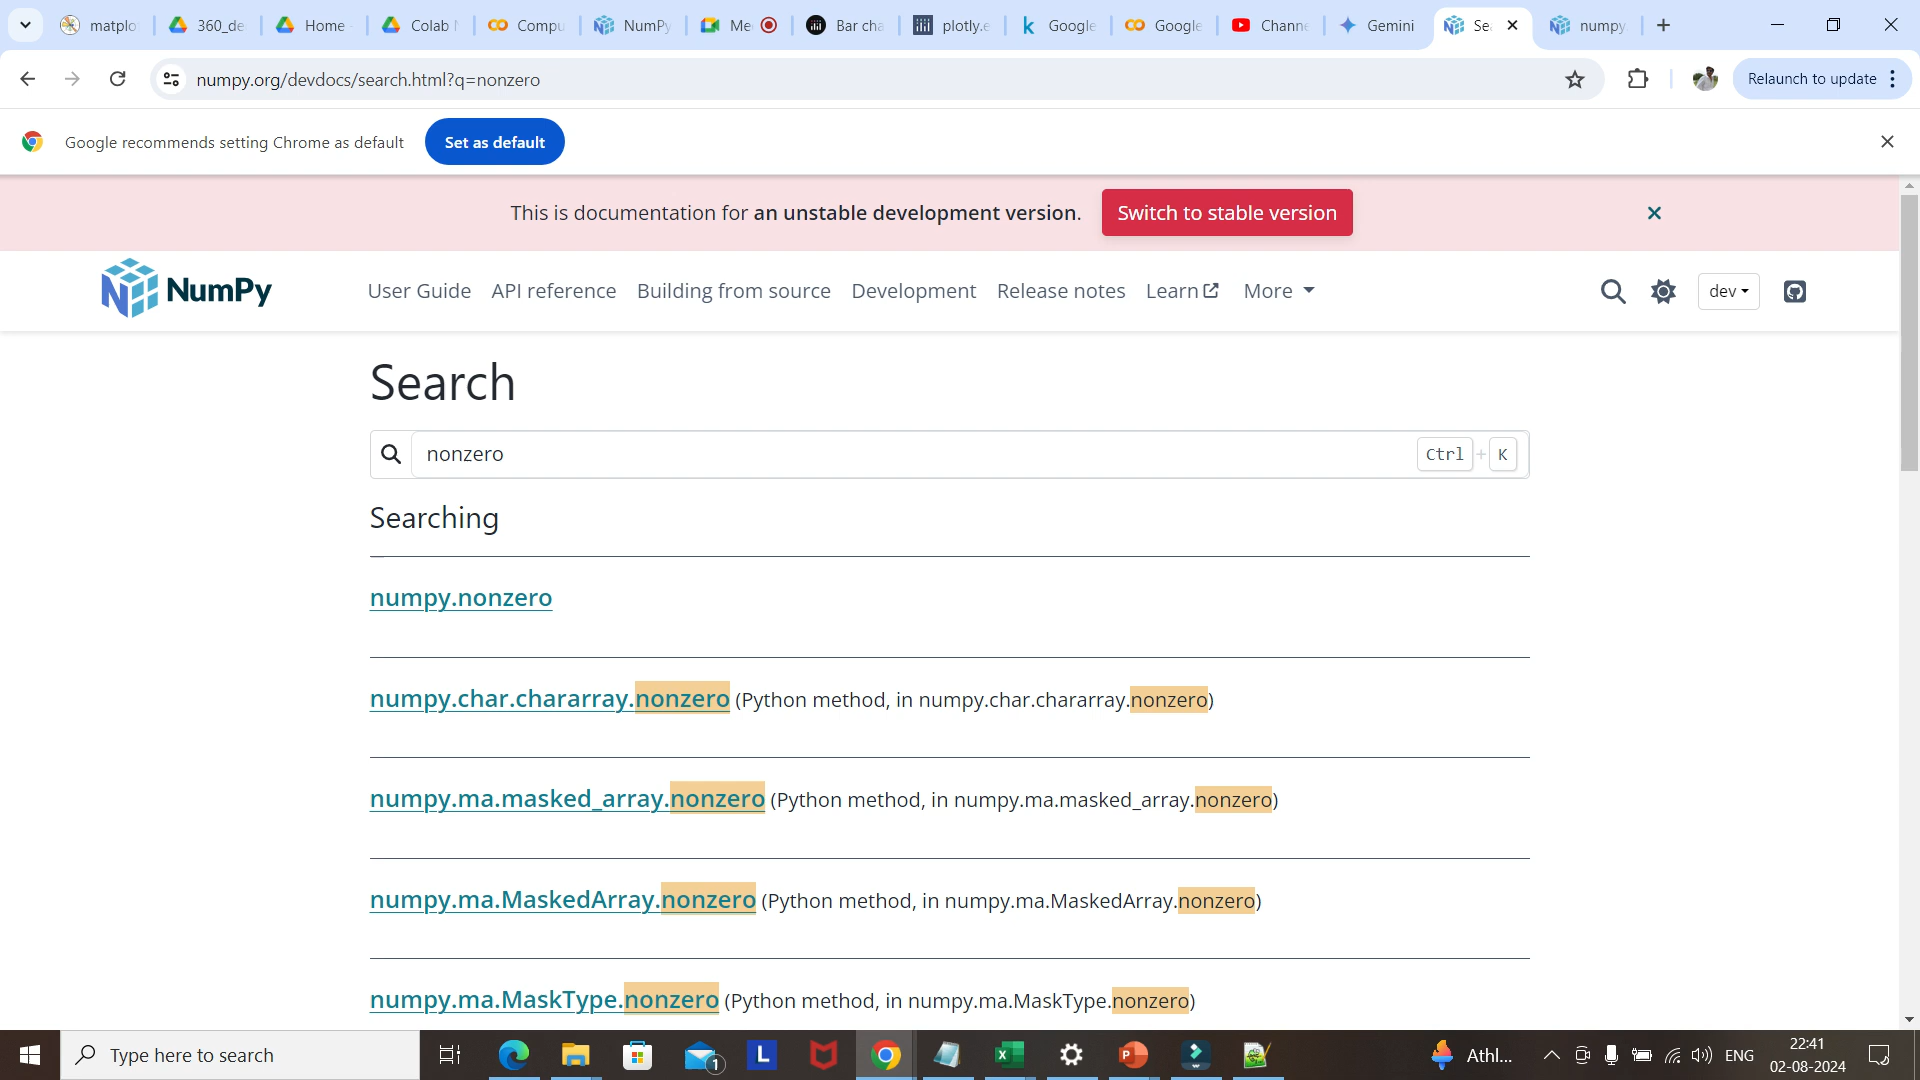 matplo
360_de
Home
Colab
Compu
NumPy
Me
Bar cha
plotly.e
Google
Google
Channe
Gemini
Se
numpy
numpy.org/devdocs/search.html?q=nonzero
Relaunch to update
Google recommends setting Chrome as default
Set as default
This is documentation for an unstable development version.
Switch to stable version
NumPy
User Guide
API reference
Building from source
Development
Release notes
Learn
More
dev
Search
nonzero
Ctrl + K
Searching
numpy.nonzero
numpy.char.chararray.nonzero (Python method, in numpy.char.chararray.nonzero)
numpy.ma.masked_array.nonzero (Python method, in numpy.ma.masked_array.nonzero)
numpy.ma.MaskedArray.nonzero (Python method, in numpy.ma.MaskedArray.nonzero)
numpy.ma.MaskType.nonzero (Python method, in numpy.ma.MaskType.nonzero)
Type here to search
1
L
Athl...
ENG
22:41
02-08-2024